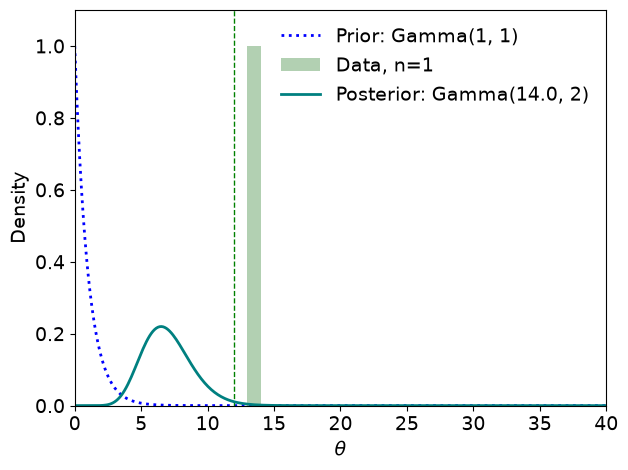 Prior: Gamma(1, 1)
Data, n=1
Posterior: Gamma(14.0, 2)
Density
1.0
0.8
0.6
0.4
0.2
0.0
0 5 10 15 20 25 30 35 40
θ